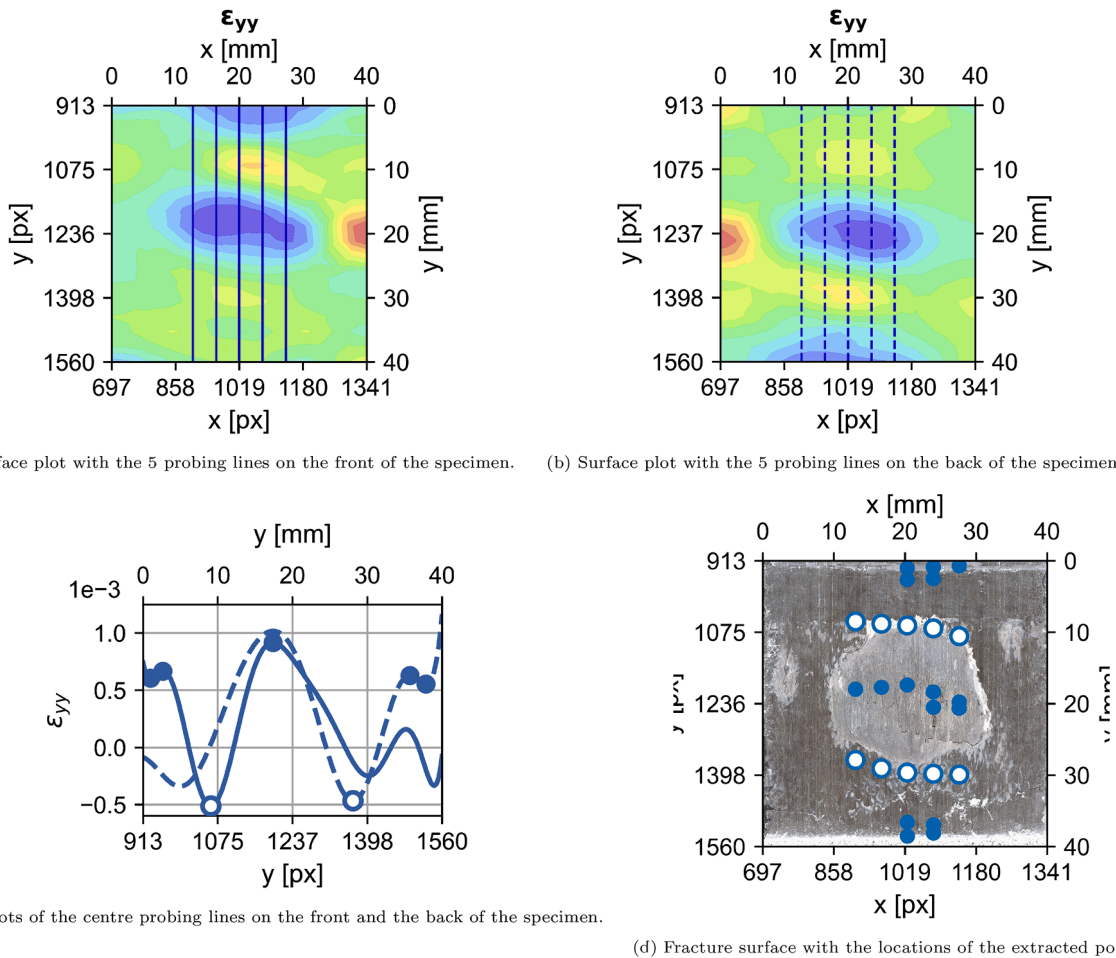 εyy
x [mm]
0 10 20 30 40
913 0
1075 10
1236 20
1398 30
1560 40
y [px]
y [mm]
697 858 1019 1180 1341
x [px]
face plot with the 5 probing lines on the front of the specimen.
εyy
x [mm]
0 10 20 30 40
913 0
1075 10
1237 20
1398 30
1560 40
y [px]
y [mm]
697 858 1019 1180 1341
x [px]
(b) Surface plot with the 5 probing lines on the back of the specimen
y [mm]
0 10 20 30 40
1e−3
1.0
0.5
0.0
−0.5
εyy
913 1075 1237 1398 1560
y [px]
ots of the centre probing lines on the front and the back of the specimen.
x [mm]
0 10 20 30 40
913 0
1075 10
1236 20
1398 30
1560 40
697 858 1019 1180 1341
x [px]
(d) Fracture surface with the locations of the extracted po